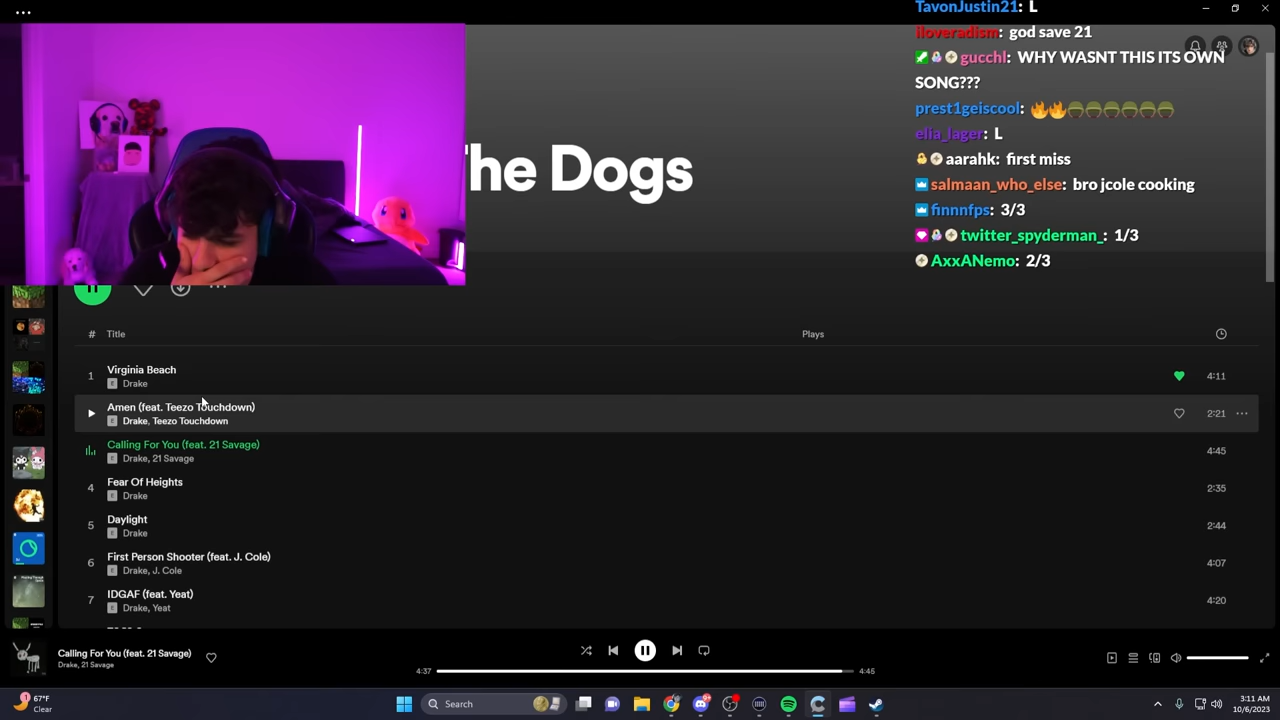 TavonJustin21: L
iloveradism: god save 21
gucchl: WHY WASNT THIS ITS OWN
SONG???
prest1geiscool: 🔥🔥🪖🪖🪖🪖🪖🪖
elia_lager: L
aarahk: first miss
salmaan_who_else: bro jcole cooking
finnnfps: 3/3
twitter_spyderman_: 1/3
AxxANemo: 2/3
The Dogs
# Title Plays
1 Virginia Beach 4:11
E Drake
Amen (feat. Teezo Touchdown) 2:21
E Drake, Teezo Touchdown
Calling For You (feat. 21 Savage) 4:45
E Drake, 21 Savage
4 Fear Of Heights 2:35
E Drake
5 Daylight 2:44
E Drake
6 First Person Shooter (feat. J. Cole) 4:07
E Drake, J. Cole
7 IDGAF (feat. Yeat) 4:20
E Drake, Yeat
Calling For You (feat. 21 Savage)
Drake, 21 Savage
4:37 4:45
67°F
Clear
Search
3:11 AM
10/6/2023